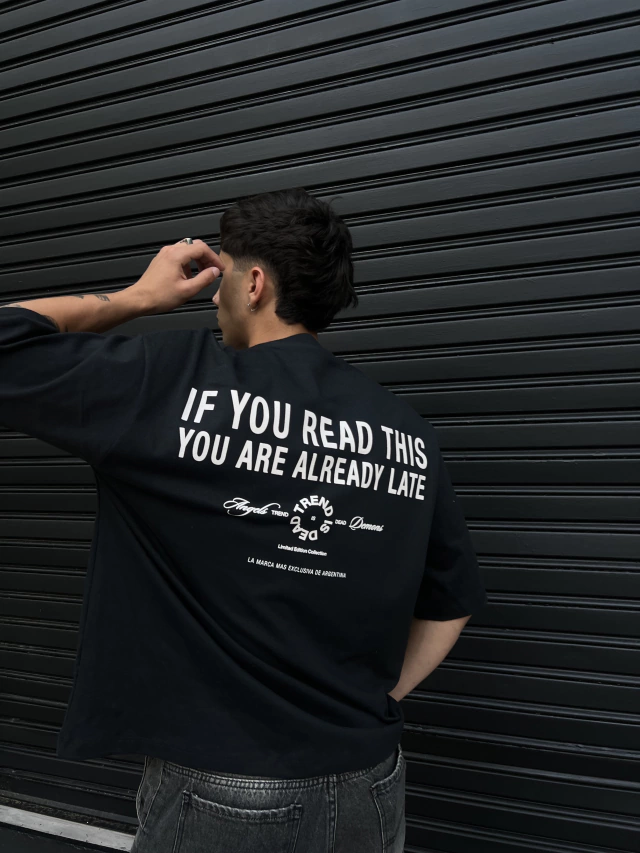 IF YOU READ THIS
YOU ARE ALREADY LATE
Angels TREND TREND IS DEAD DEAD Demons
Limited Edition Collection
LA MARCA MAS EXCLUSIVA DE ARGENTINA